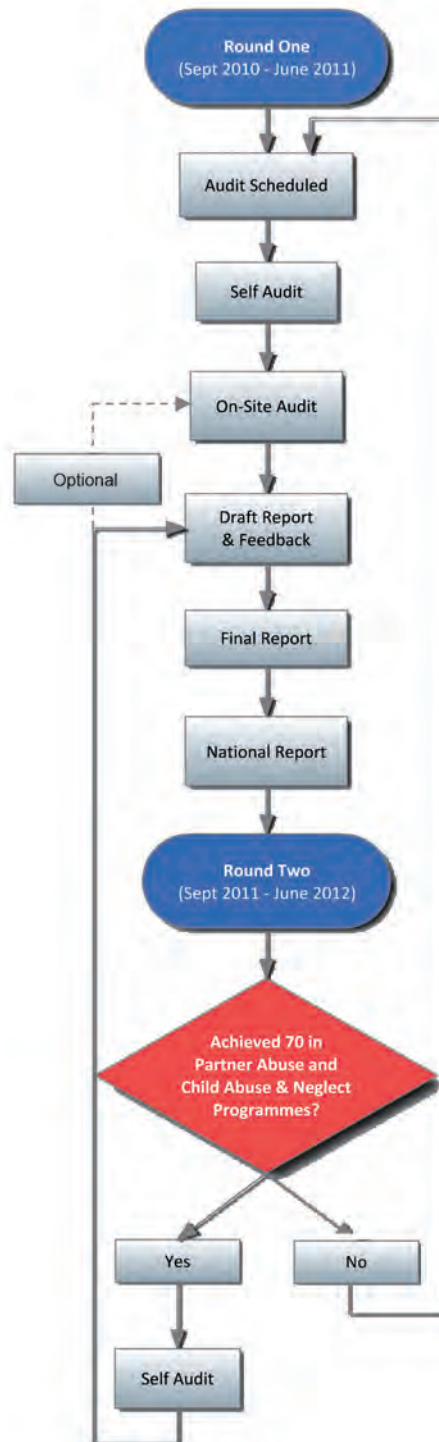 Round One
(Sept 2010 - June 2011)
Audit Scheduled
Self Audit
On-Site Audit
Optional
Draft Report
& Feedback
Final Report
National Report
Round Two
(Sept 2011 - June 2012)
Achieved 70 in
Partner Abuse and
Child Abuse & Neglect
Programmes?
Yes
No
Self Audit